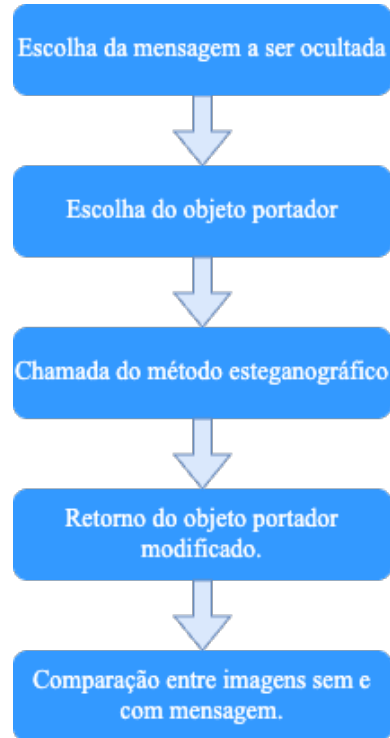 Escolha da mensagem a ser ocultada
Escolha do objeto portador
Chamada do método esteganográfico
Retorno do objeto portador
modificado.
Comparação entre imagens sem e
com mensagem.